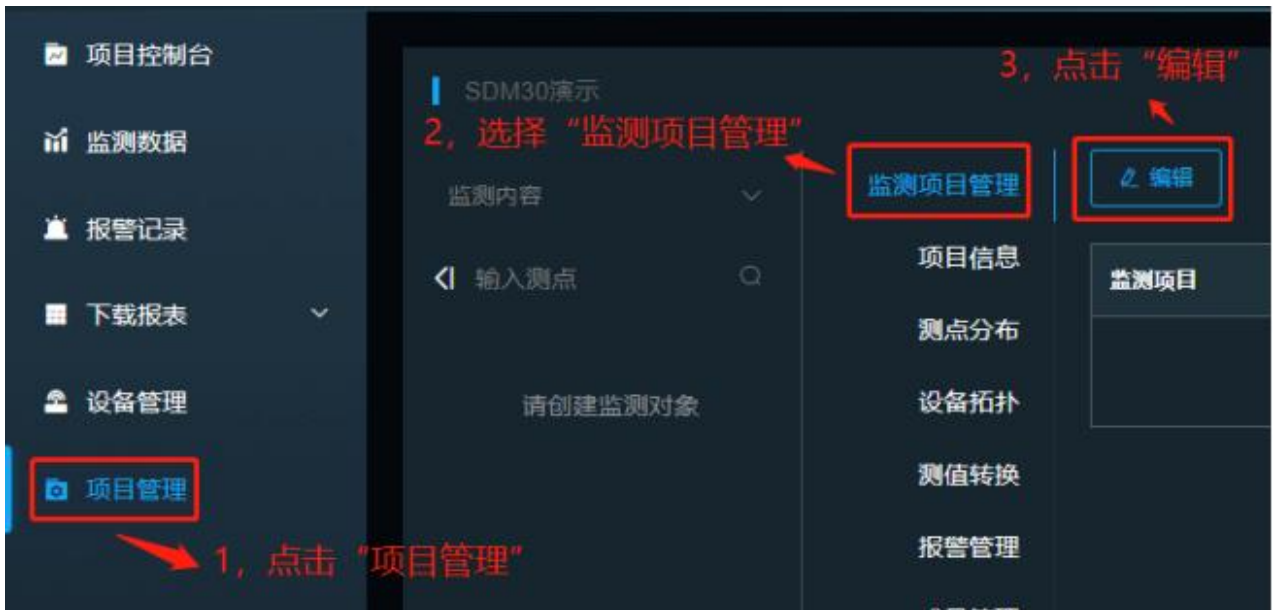 项目控制台
监测数据
报警记录
下载报表
设备管理
项目管理
1, 点击“项目管理”
SDM30演示
2, 选择“监测项目管理”
监测内容
输入测点
请创建监测对象
监测项目管理
项目信息
测点分布
设备拓扑
测值转换
报警管理
3, 点击“编辑”
编辑
监测项目